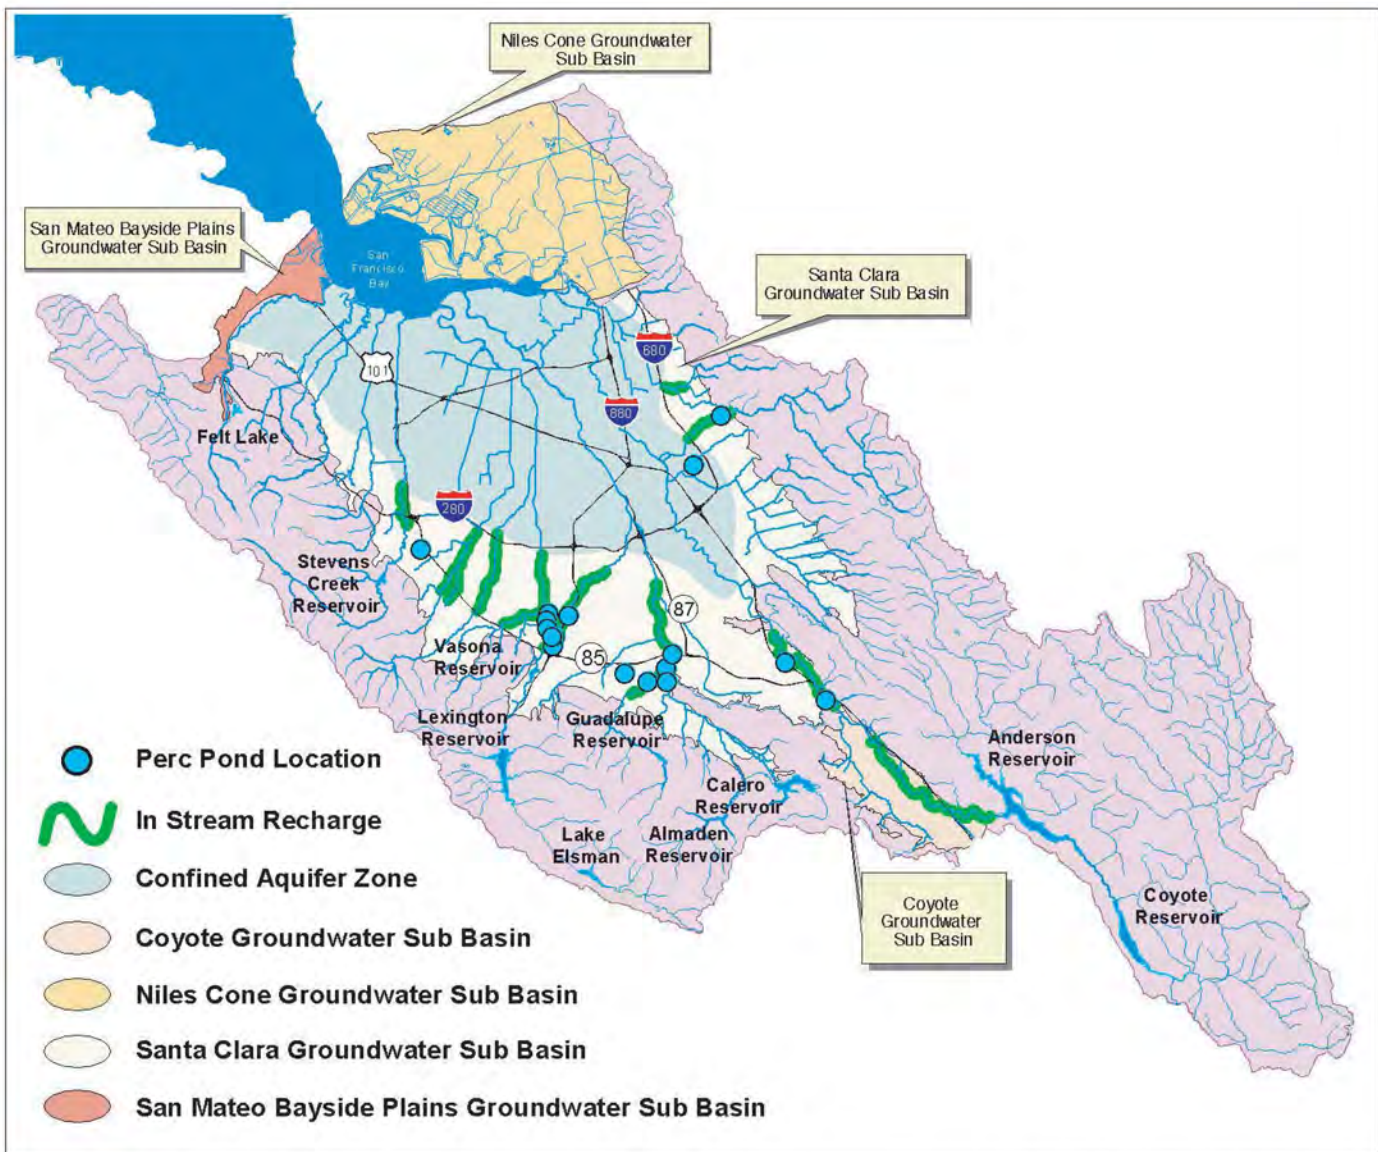 Niles Cone Groundwater
Sub Basin
San Mateo Bayside Plains
Groundwater Sub Basin
San
Francisco
Bay
Santa Clara
Groundwater Sub Basin
680
101
880
Felt Lake
280
Stevens
Creek
Reservoir
87
Vasona
Reservoir
85
Lexington
Reservoir
Guadalupe
Reservoir
Anderson
Reservoir
Calero
Reservoir
Lake
Elsman
Almaden
Reservoir
Coyote
Reservoir
Coyote
Groundwater
Sub Basin
Perc Pond Location
In Stream Recharge
Confined Aquifer Zone
Coyote Groundwater Sub Basin
Niles Cone Groundwater Sub Basin
Santa Clara Groundwater Sub Basin
San Mateo Bayside Plains Groundwater Sub Basin